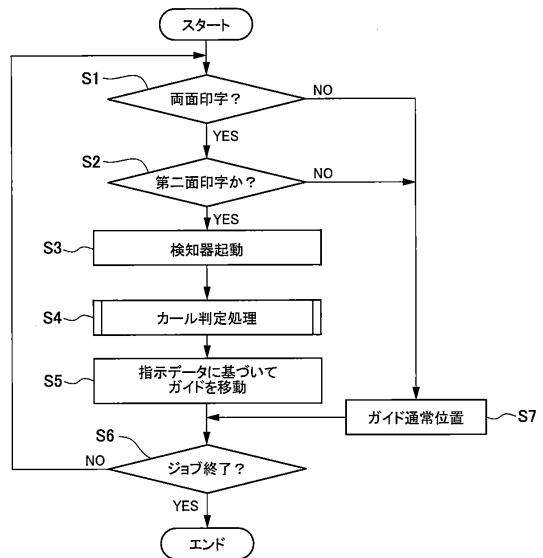 スタート
S1
両面印字？
NO
YES
S2
第二面印字か？
NO
YES
S3
検知器起動
S4
カール判定処理
S5
指示データに基づいて
ガイドを移動
ガイド通常位置
S7
S6
ジョブ終了？
NO
YES
エンド